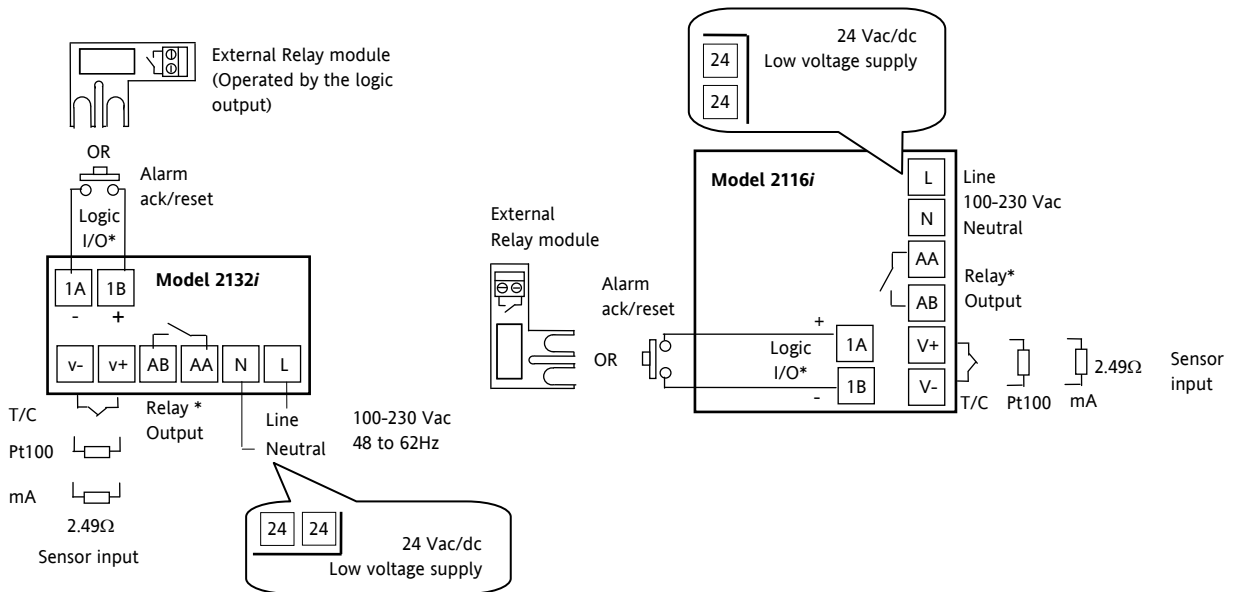 External Relay module
(Operated by the logic
output)
OR
Alarm
ack/reset
Logic
I/O*
1A 1B
- +
Model 2132i
v- v+ AB AA N L
T/C
Relay *
Output
Line
Neutral
100-230 Vac
48 to 62Hz
Pt100
mA
2.49Ω
Sensor input
24 24
24 Vac/dc
Low voltage supply
24
24
24 Vac/dc
Low voltage supply
Model 2116i
L
Line
100-230 Vac
N
Neutral
AA
AB
Relay*
Output
V+
V-
External
Relay module
OR
Alarm
ack/reset
+
Logic
I/O*
-
1A
1B
T/C
Pt100
mA
2.49Ω
Sensor
input